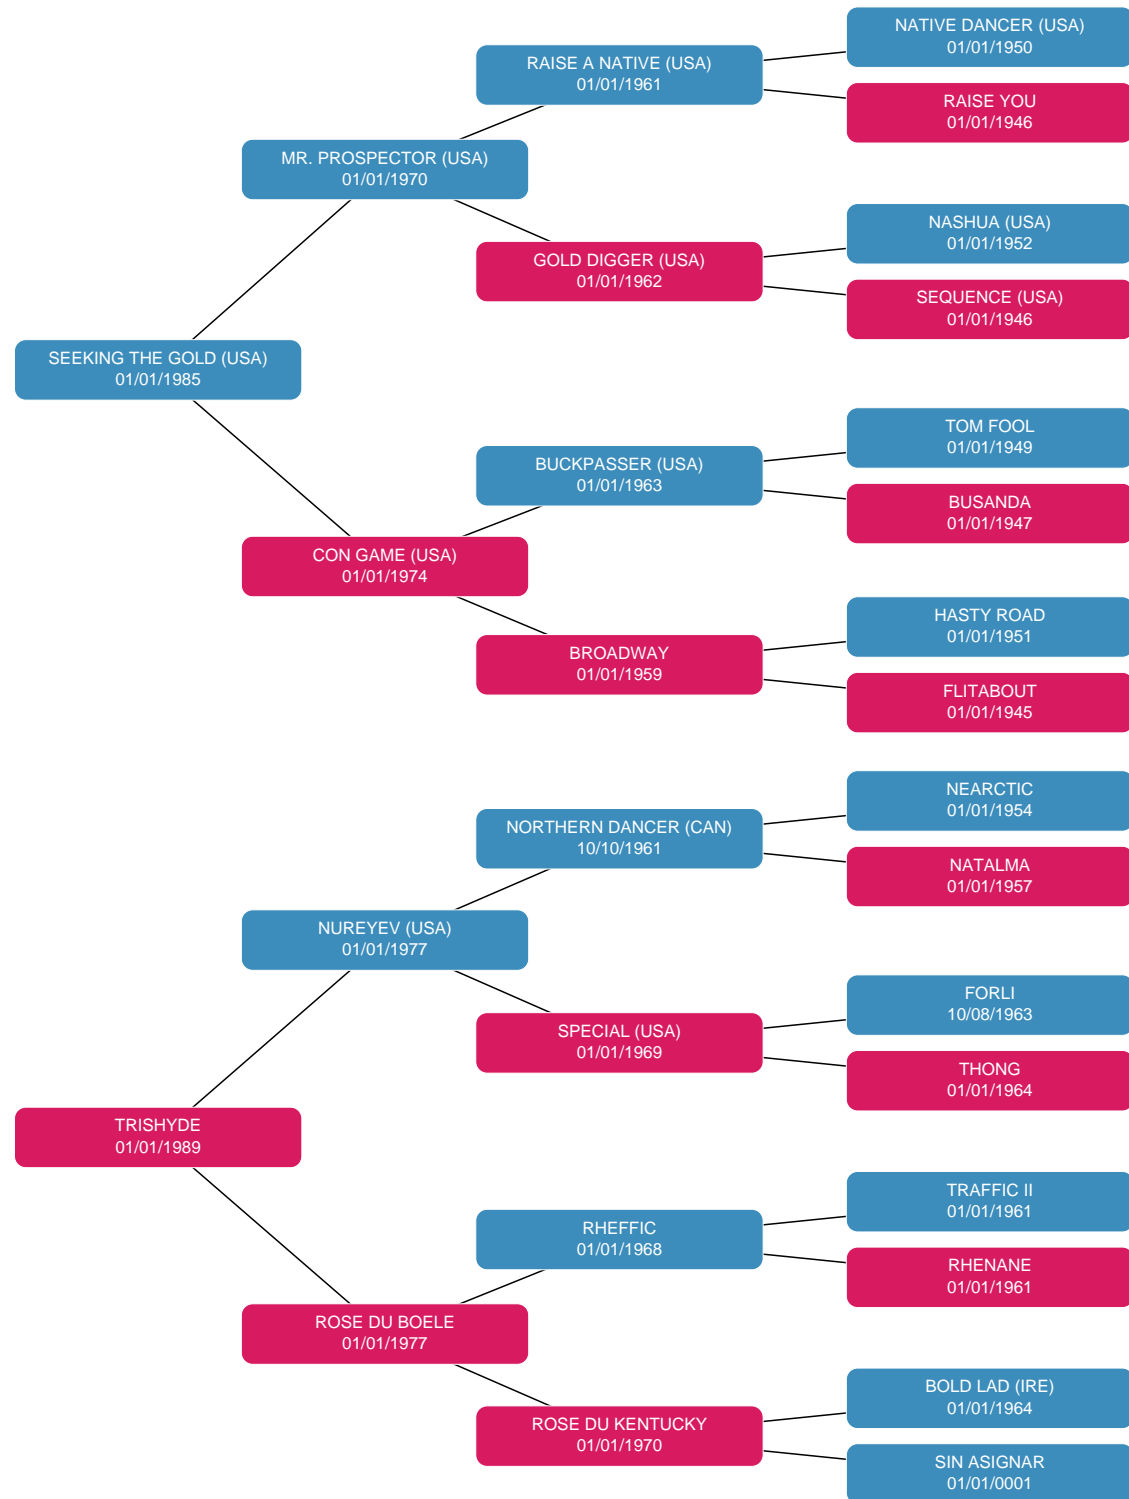 NATIVE DANCER (USA)
01/01/1950
RAISE A NATIVE (USA)
01/01/1961
RAISE YOU
01/01/1946
MR. PROSPECTOR (USA)
01/01/1970
NASHUA (USA)
01/01/1952
GOLD DIGGER (USA)
01/01/1962
SEQUENCE (USA)
01/01/1946
SEEKING THE GOLD (USA)
01/01/1985
TOM FOOL
01/01/1949
BUCKPASSER (USA)
01/01/1963
BUSANDA
01/01/1947
CON GAME (USA)
01/01/1974
HASTY ROAD
01/01/1951
BROADWAY
01/01/1959
FLITABOUT
01/01/1945
NEARCTIC
01/01/1954
NORTHERN DANCER (CAN)
10/10/1961
NATALMA
01/01/1957
NUREYEV (USA)
01/01/1977
FORLI
10/08/1963
SPECIAL (USA)
01/01/1969
THONG
01/01/1964
TRISHYDE
01/01/1989
TRAFFIC II
01/01/1961
RHEFFIC
01/01/1968
RHENANE
01/01/1961
ROSE DU BOELE
01/01/1977
BOLD LAD (IRE)
01/01/1964
ROSE DU KENTUCKY
01/01/1970
SIN ASIGNAR
01/01/0001